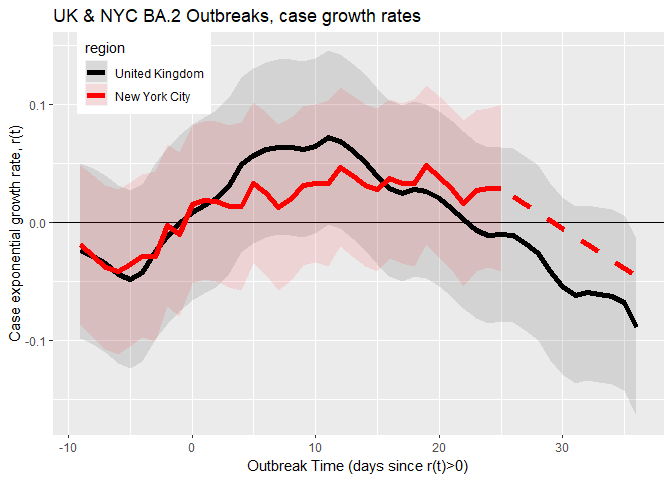 UK & NYC BA.2 Outbreaks, case growth rates
region
United Kingdom
New York City
Case exponential growth rate, r(t)
0.1
0.0
-0.1
-10
0
10
20
30
Outbreak Time (days since r(t)>0)